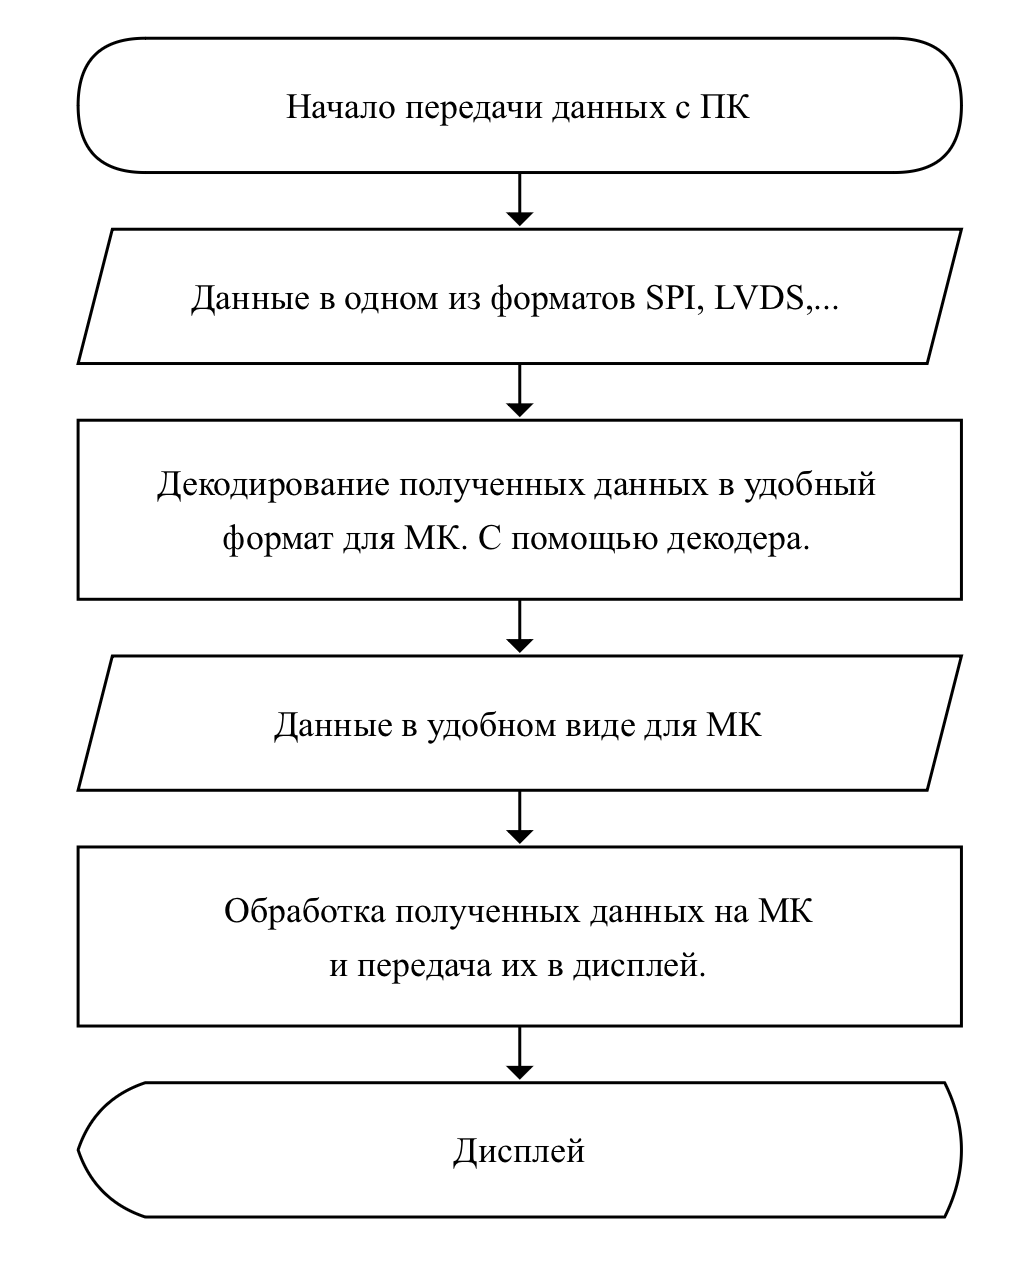 Начало передачи данных с ПК
Данные в одном из форматов SPI, LVDS,...
Декодирование полученных данных в удобный
формат для МК. С помощью декодера.
Данные в удобном виде для МК
Обработка полученных данных на МК
и передача их в дисплей.
Дисплей